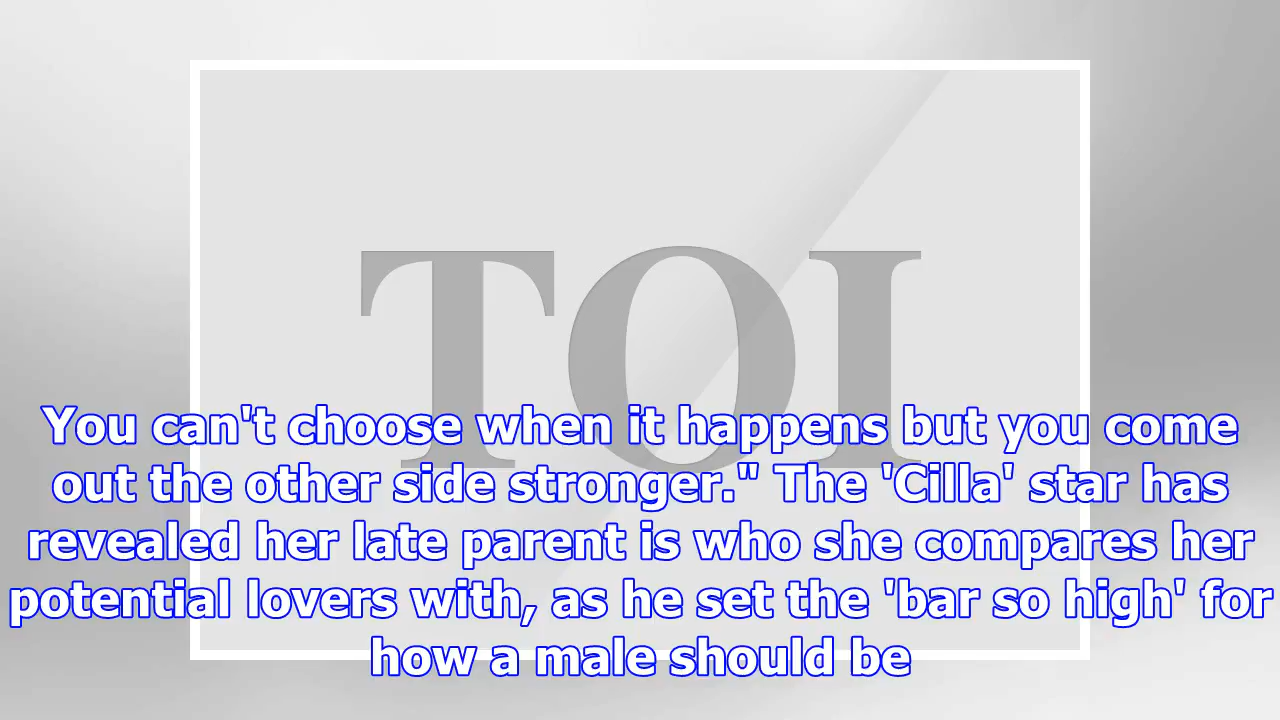 TOI
You can't choose when it happens but you come
out the other side stronger." The 'Cilla' star has
revealed her late parent is who she compares her
potential lovers with, as he set the 'bar so high' for
how a male should be